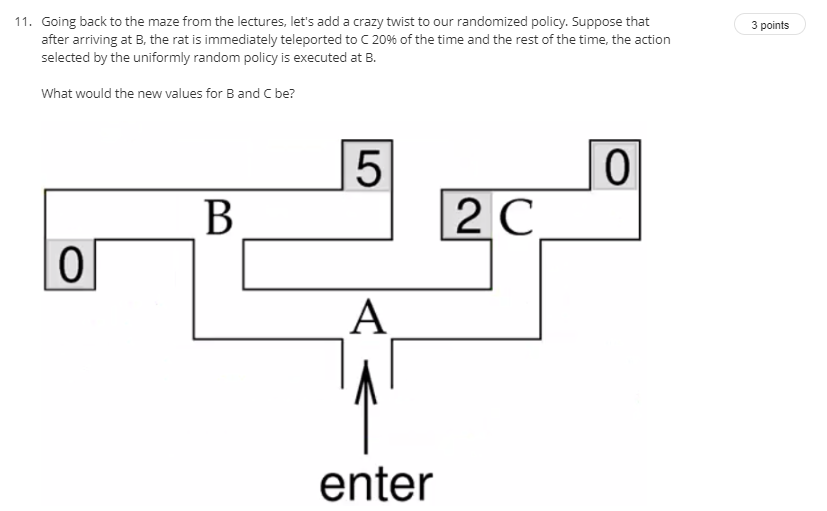 11. Going back to the maze from the lectures, let's add a crazy twist to our randomized policy. Suppose that
3 points
after arriving at B, the rat is immediately teleported to C 20% of the time and the rest of the time, the action
selected by the uniformly random policy is executed at B.
What would the new values for B and C be?
5
0
B
2 C
0
A
enter